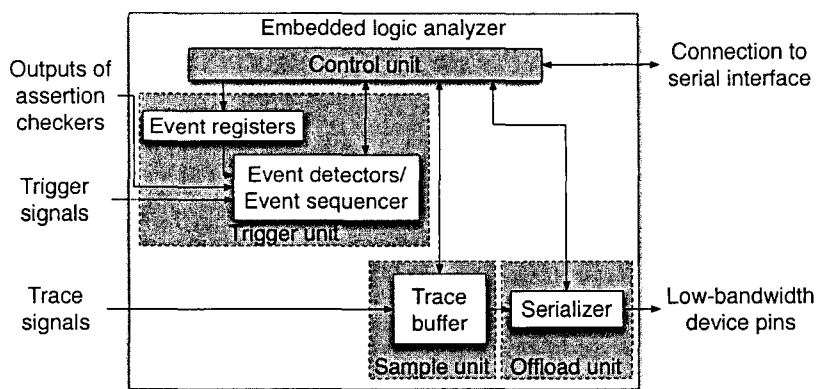 Embedded logic analyzer
Control unit
Connection to
serial interface
Outputs of
assertion
checkers
Event registers
Event detectors/
Event sequencer
Trigger unit
Trigger
signals
Trace
signals
Trace
buffer
Sample unit
Serializer
Offload unit
Low-bandwidth
device pins